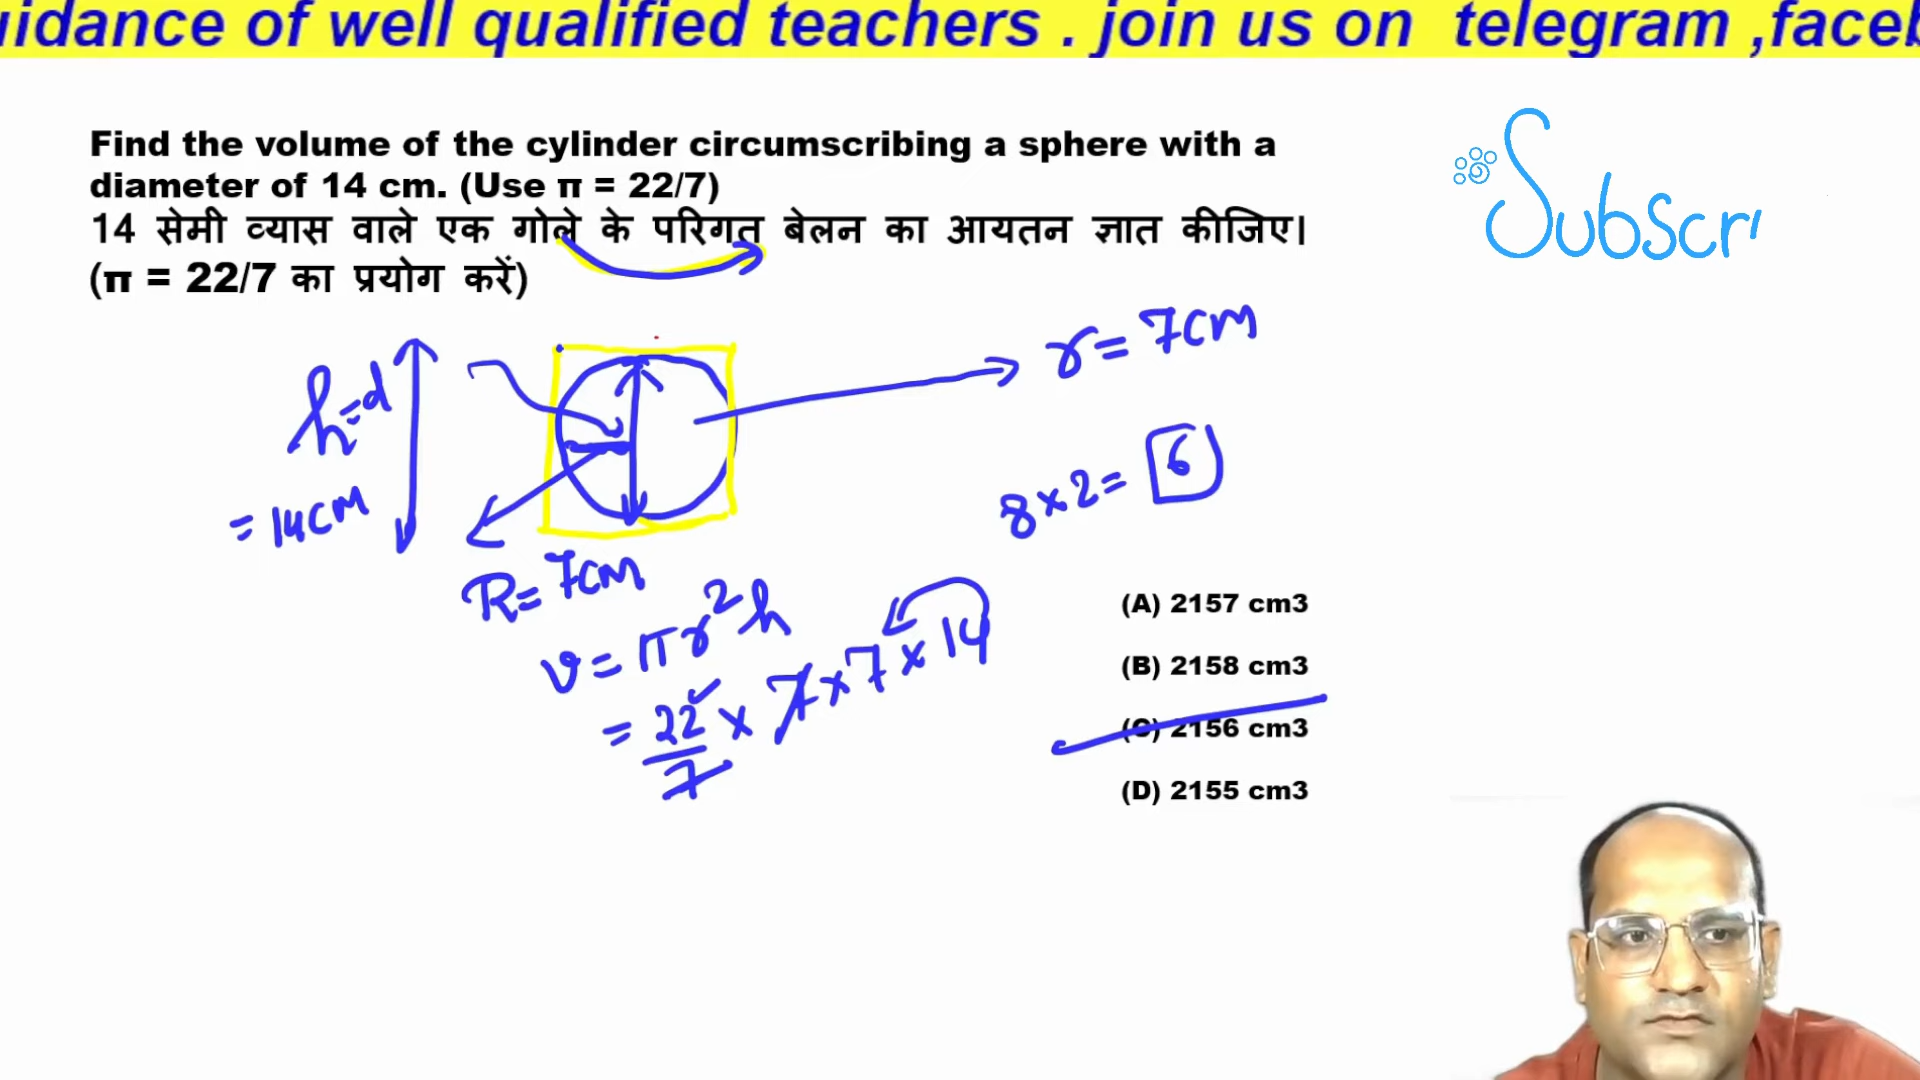 uidance of well qualified teachers . join us on telegram ,faceb
Find the volume of the cylinder circumscribing a sphere with a
diameter of 14 cm. (Use π = 22/7)
14 सेमी व्यास वाले एक गोले के परिगत बेलन का आयतन ज्ञात कीजिए।
(π = 22/7 का प्रयोग करें)
Subscri
h=d
= 14cm
r = 7cm
8×2= 6
R= 7cm
v = πr²h
= 22/7 × 7 × 7 × 14
(A) 2157 cm3
(B) 2158 cm3
(C) 2156 cm3
(D) 2155 cm3